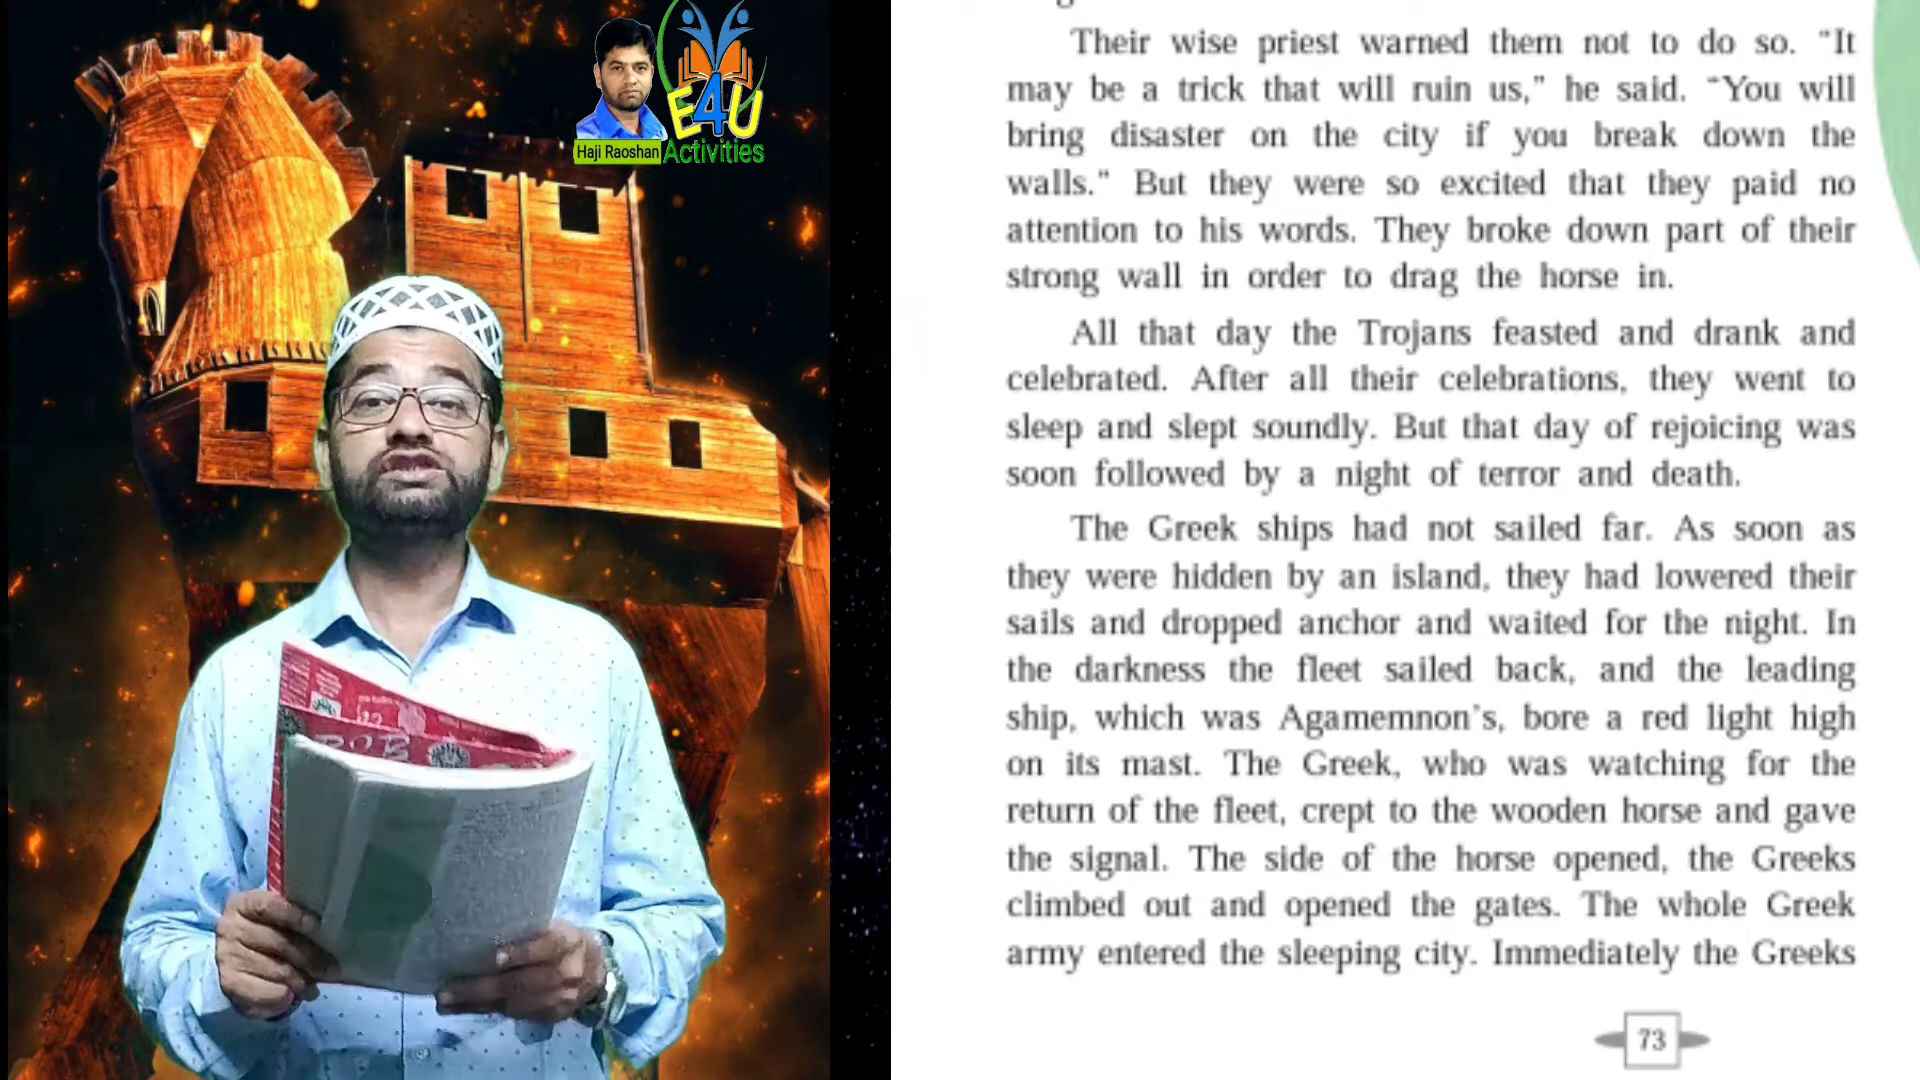 E4U
Haji Raoshan Activities
Their wise priest warned them not to do so. "It
may be a trick that will ruin us," he said. "You will
bring disaster on the city if you break down the
walls." But they were so excited that they paid no
attention to his words. They broke down part of their
strong wall in order to drag the horse in.
All that day the Trojans feasted and drank and
celebrated. After all their celebrations, they went to
sleep and slept soundly. But that day of rejoicing was
soon followed by a night of terror and death.
The Greek ships had not sailed far. As soon as
they were hidden by an island, they had lowered their
sails and dropped anchor and waited for the night. In
the darkness the fleet sailed back, and the leading
ship, which was Agamemnon's, bore a red light high
on its mast. The Greek, who was watching for the
return of the fleet, crept to the wooden horse and gave
the signal. The side of the horse opened, the Greeks
climbed out and opened the gates. The whole Greek
army entered the sleeping city. Immediately the Greeks
73